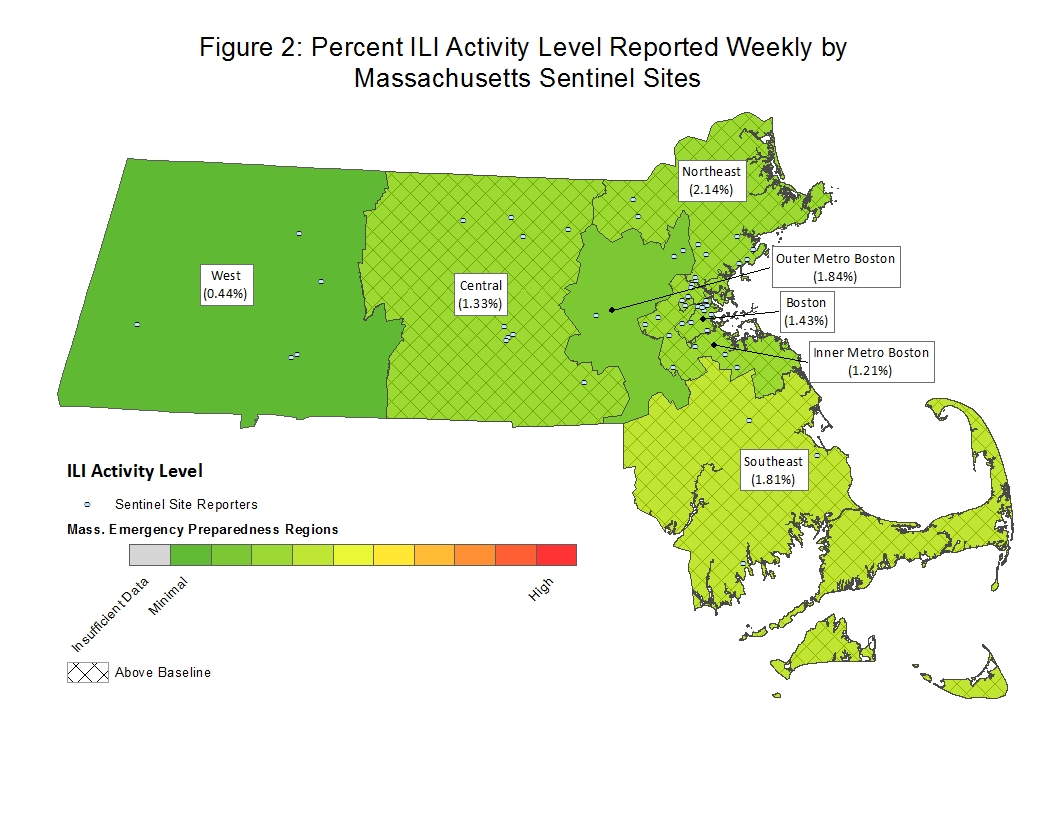 Figure 2: Percent ILI Activity Level Reported Weekly by
Massachusetts Sentinel Sites
Northeast
(2.14%)
Outer Metro Boston
(1.84%)
West
(0.44%)
Central
(1.33%)
Boston
(1.43%)
Inner Metro Boston
(1.21%)
Southeast
(1.81%)
ILI Activity Level
Sentinel Site Reporters
Mass. Emergency Preparedness Regions
Insufficient Data
Minimal
High
Above Baseline